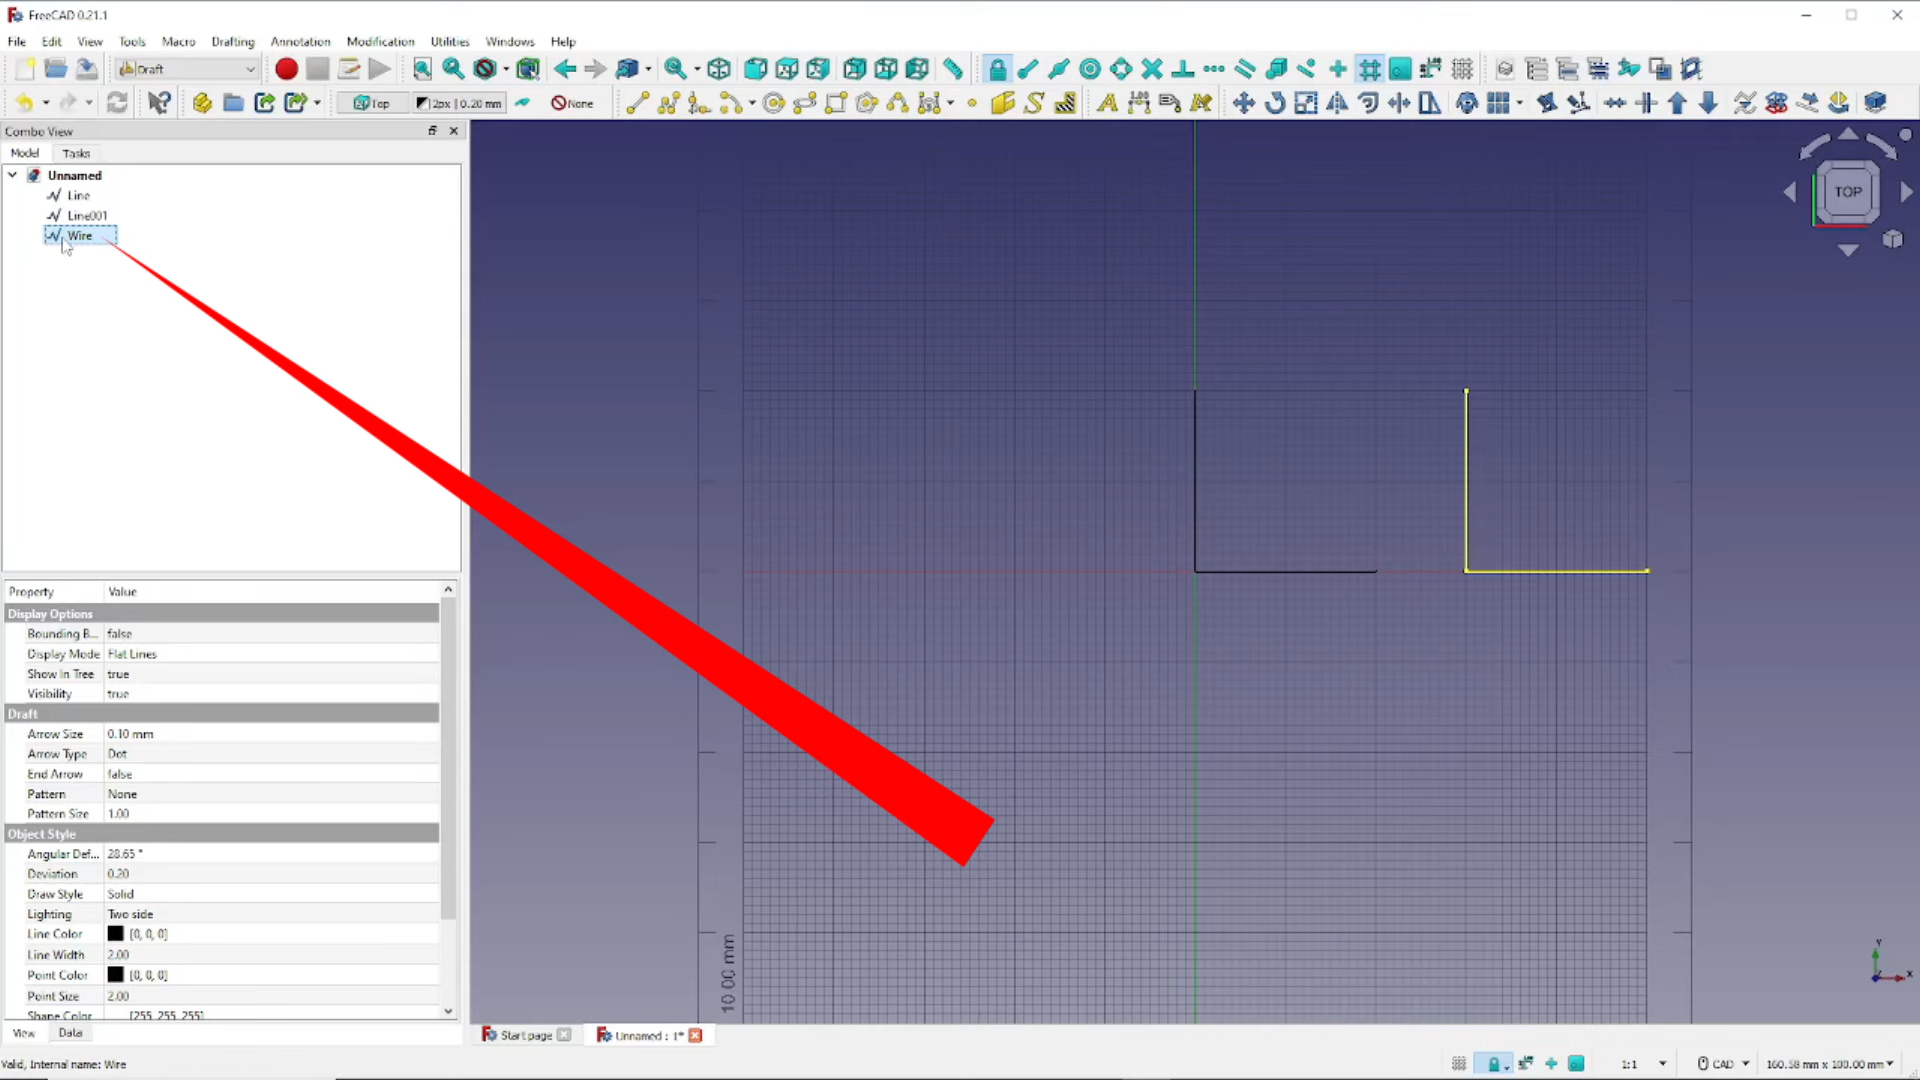 FreeCAD 0.21.1
File Edit View Tools Macro Drafting Annotation Modification Utilities Windows Help
Draft
Top 2px | 0.20 mm None
Combo View
Model Tasks
Unnamed
Line
Line001
Wire
TOP
Property Value
Display Options
Bounding B... false
Display Mode Flat Lines
Show In Tree true
Visibility true
Draft
Arrow Size 0.10 mm
Arrow Type Dot
End Arrow false
Pattern None
Pattern Size 1.00
Object Style
Angular Def... 28.65 °
Deviation 0.20
Draw Style Solid
Lighting Two side
Line Color [0, 0, 0]
Line Width 2.00
Point Color [0, 0, 0]
Point Size 2.00
Shape Color [255, 255, 255]
10.00 mm
Y
X
View Data
Start page Unnamed : 1*
Valid, Internal name: Wire
1:1 CAD 160.58 mm x 100.00 mm